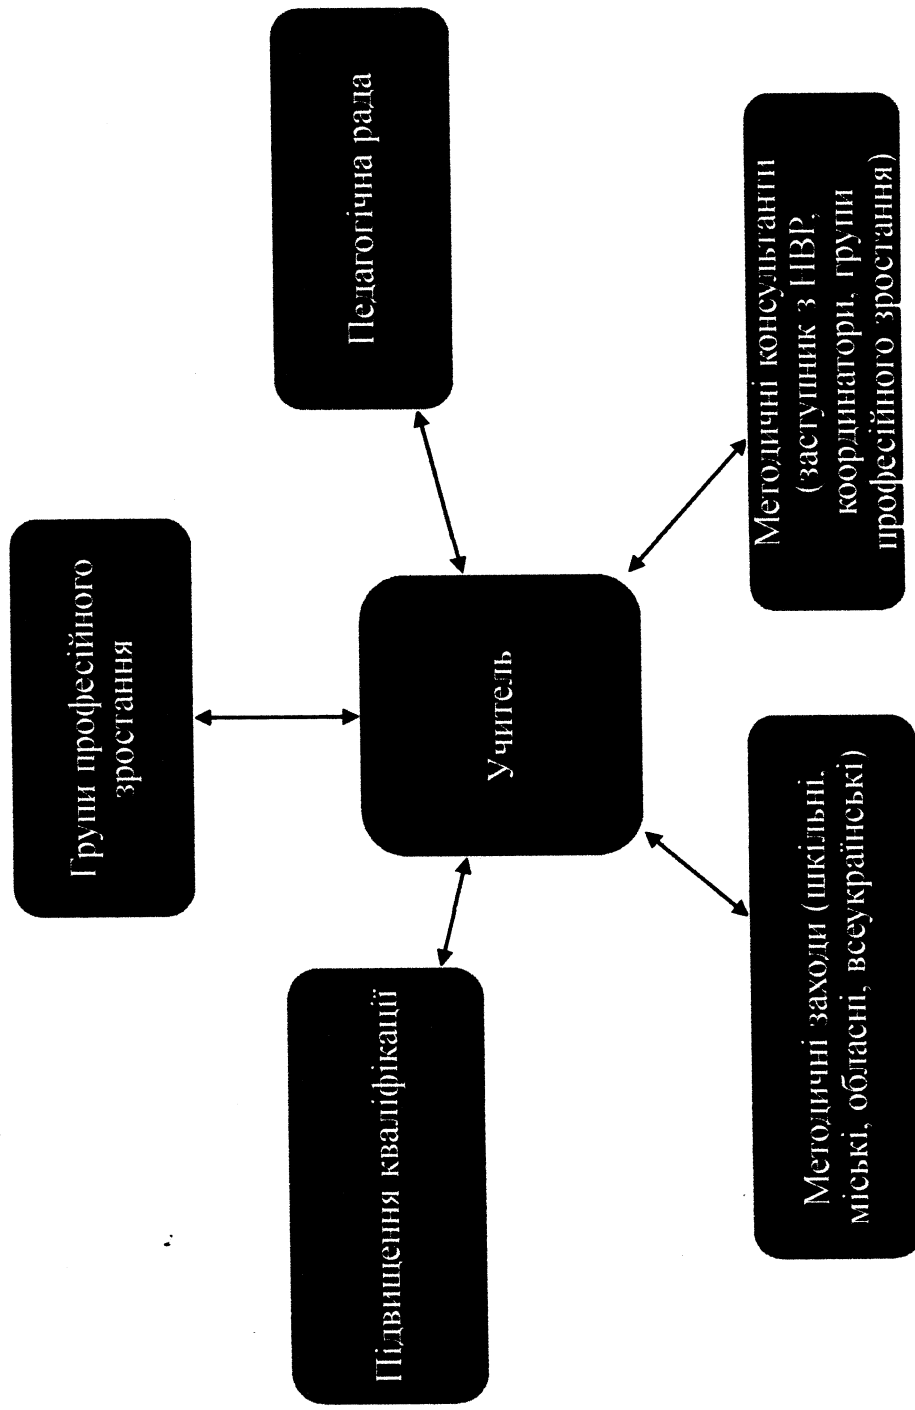 Групи професійного
зростання
Підвищення кваліфікації
Педагогічна рада
Учитель
Методичні заходи (шкільні,
міські, обласні, всеукраїнські)
Методичні консультанти
(заступник з НВР,
координатори, групи
професійного зростання)